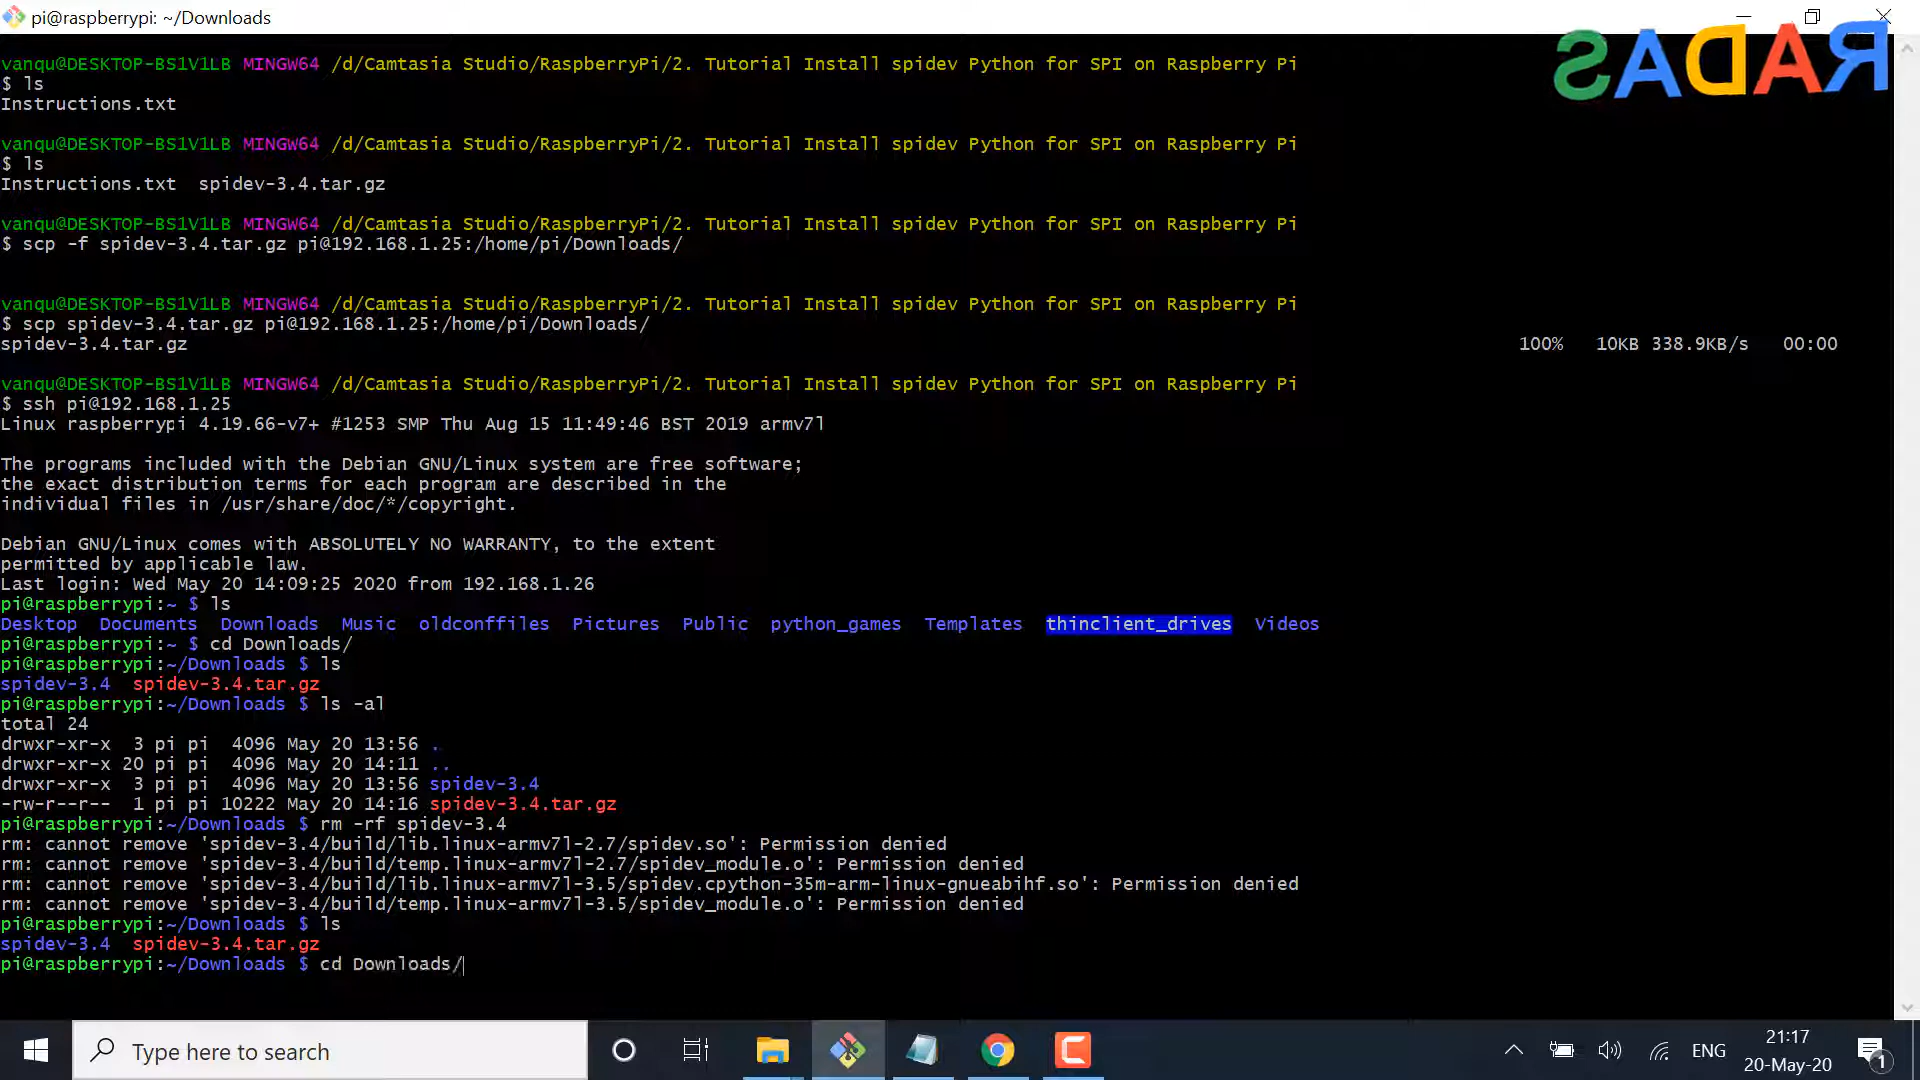 pi@raspberrypi: ~/Downloads
RADAS
vanqu@DESKTOP-BS1V1LB MINGW64 /d/Camtasia Studio/RaspberryPi/2. Tutorial Install spidev Python for SPI on Raspberry Pi
$ ls
Instructions.txt
vanqu@DESKTOP-BS1V1LB MINGW64 /d/Camtasia Studio/RaspberryPi/2. Tutorial Install spidev Python for SPI on Raspberry Pi
$ ls
Instructions.txt  spidev-3.4.tar.gz
vanqu@DESKTOP-BS1V1LB MINGW64 /d/Camtasia Studio/RaspberryPi/2. Tutorial Install spidev Python for SPI on Raspberry Pi
$ scp -f spidev-3.4.tar.gz pi@192.168.1.25:/home/pi/Downloads/
vanqu@DESKTOP-BS1V1LB MINGW64 /d/Camtasia Studio/RaspberryPi/2. Tutorial Install spidev Python for SPI on Raspberry Pi
$ scp spidev-3.4.tar.gz pi@192.168.1.25:/home/pi/Downloads/
spidev-3.4.tar.gz 100% 10KB 338.9KB/s 00:00
vanqu@DESKTOP-BS1V1LB MINGW64 /d/Camtasia Studio/RaspberryPi/2. Tutorial Install spidev Python for SPI on Raspberry Pi
$ ssh pi@192.168.1.25
Linux raspberrypi 4.19.66-v7+ #1253 SMP Thu Aug 15 11:49:46 BST 2019 armv7l
The programs included with the Debian GNU/Linux system are free software;
the exact distribution terms for each program are described in the
individual files in /usr/share/doc/*/copyright.
Debian GNU/Linux comes with ABSOLUTELY NO WARRANTY, to the extent
permitted by applicable law.
Last login: Wed May 20 14:09:25 2020 from 192.168.1.26
pi@raspberrypi:~ $ ls
Desktop  Documents  Downloads  Music  oldconffiles  Pictures  Public  python_games  Templates  thinclient_drives  Videos
pi@raspberrypi:~ $ cd Downloads/
pi@raspberrypi:~/Downloads $ ls
spidev-3.4  spidev-3.4.tar.gz
pi@raspberrypi:~/Downloads $ ls -al
total 24
drwxr-xr-x  3 pi pi  4096 May 20 13:56 .
drwxr-xr-x 20 pi pi  4096 May 20 14:11 ..
drwxr-xr-x  3 pi pi  4096 May 20 13:56 spidev-3.4
-rw-r--r--  1 pi pi 10222 May 20 14:16 spidev-3.4.tar.gz
pi@raspberrypi:~/Downloads $ rm -rf spidev-3.4
rm: cannot remove 'spidev-3.4/build/lib.linux-armv7l-2.7/spidev.so': Permission denied
rm: cannot remove 'spidev-3.4/build/temp.linux-armv7l-2.7/spidev_module.o': Permission denied
rm: cannot remove 'spidev-3.4/build/lib.linux-armv7l-3.5/spidev.cpython-35m-arm-linux-gnueabihf.so': Permission denied
rm: cannot remove 'spidev-3.4/build/temp.linux-armv7l-3.5/spidev_module.o': Permission denied
pi@raspberrypi:~/Downloads $ ls
spidev-3.4  spidev-3.4.tar.gz
pi@raspberrypi:~/Downloads $ cd Downloads/
Type here to search
ENG
21:17
20-May-20
1